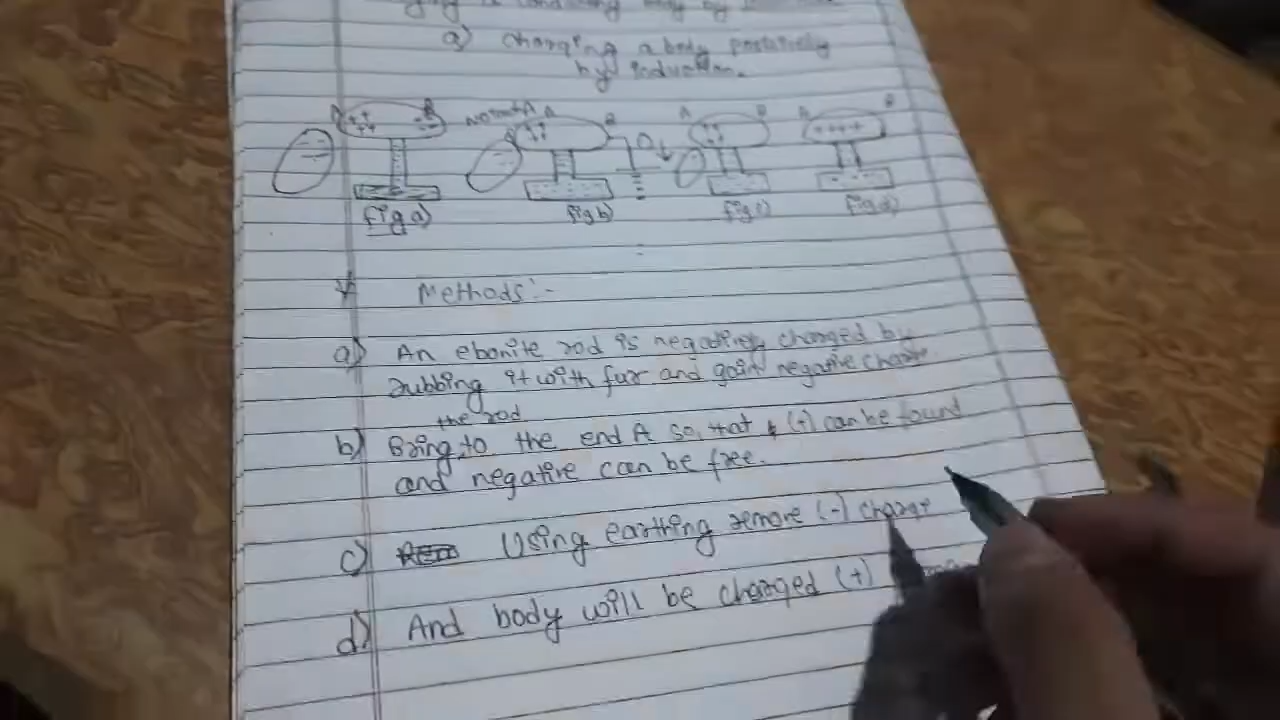 a) charging a body positively
by induction.
A B A B A B A B
fig a) fig b) fig c) fig d)
Methods:-
a) An ebonite rod is negatively charged by
rubbing it with fur and gain negative charge
the rod
b) Bring to the end A so, that (+) can be found
and negative can be free.
c) Using earthing remove (-) charge
d) And body will be charged (+)